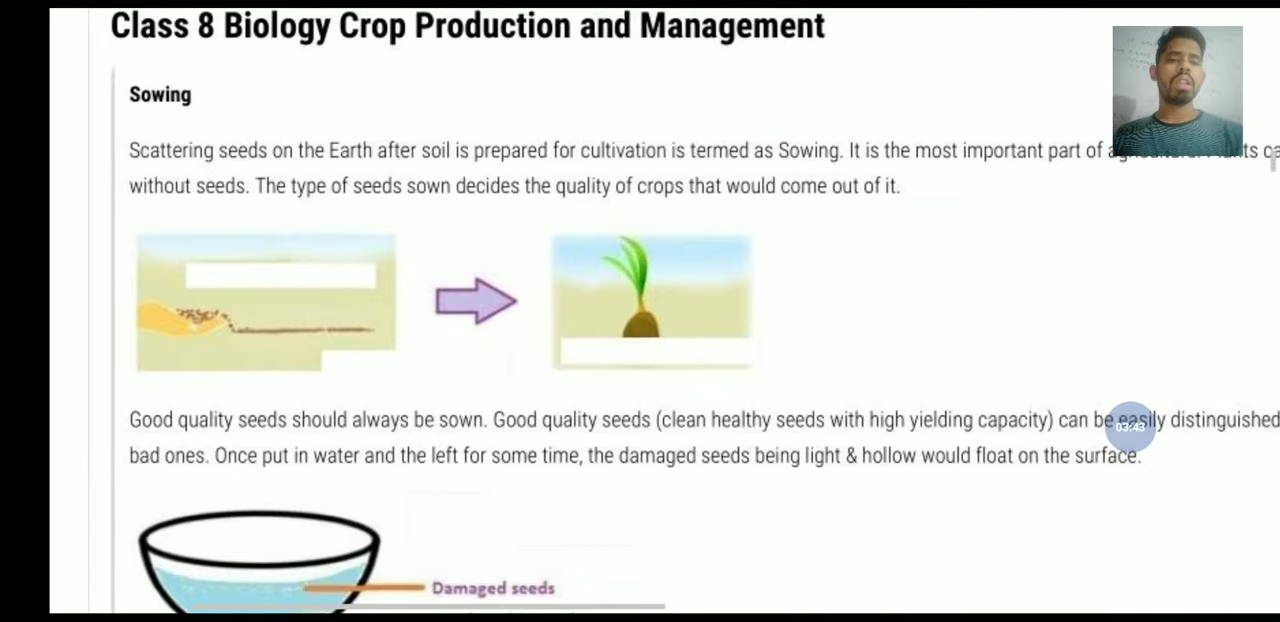 Class 8 Biology Crop Production and Management
Sowing
Scattering seeds on the Earth after soil is prepared for cultivation is termed as Sowing. It is the most important part of
without seeds. The type of seeds sown decides the quality of crops that would come out of it.
Good quality seeds should always be sown. Good quality seeds (clean healthy seeds with high yielding capacity) can be easily distinguished
03:43
bad ones. Once put in water and the left for some time, the damaged seeds being light & hollow would float on the surface.
Damaged seeds